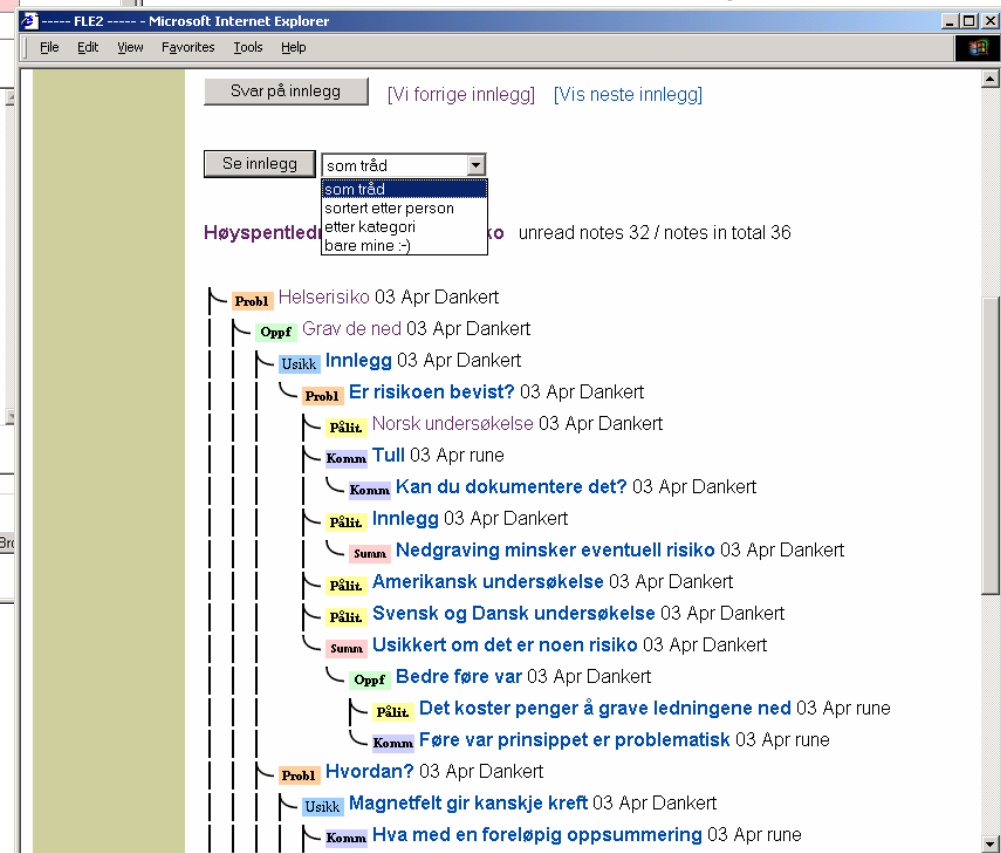 ----- FLE2 ----- - Microsoft Internet Explorer
File Edit View Favorites Tools Help
Svar på innlegg [Vi forrige innlegg] [Vis neste innlegg]
Se innlegg som tråd
som tråd
sortert etter person
etter kategori
bare mine :-)
Høyspentled ko unread notes 32 / notes in total 36
Probl Helserisiko 03 Apr Dankert
Oppf Grav de ned 03 Apr Dankert
Usikk Innlegg 03 Apr Dankert
Probl Er risikoen bevist? 03 Apr Dankert
Pålit. Norsk undersøkelse 03 Apr Dankert
Komm Tull 03 Apr rune
Komm Kan du dokumentere det? 03 Apr Dankert
Pålit. Innlegg 03 Apr Dankert
Summ Nedgraving minsker eventuell risiko 03 Apr Dankert
Pålit. Amerikansk undersøkelse 03 Apr Dankert
Pålit. Svensk og Dansk undersøkelse 03 Apr Dankert
Summ Usikkert om det er noen risiko 03 Apr Dankert
Oppf Bedre føre var 03 Apr Dankert
Pålit. Det koster penger å grave ledningene ned 03 Apr rune
Komm Føre var prinsippet er problematisk 03 Apr rune
Probl Hvordan? 03 Apr Dankert
Usikk Magnetfelt gir kanskje kreft 03 Apr Dankert
Komm Hva med en foreløpig oppsummering 03 Apr rune